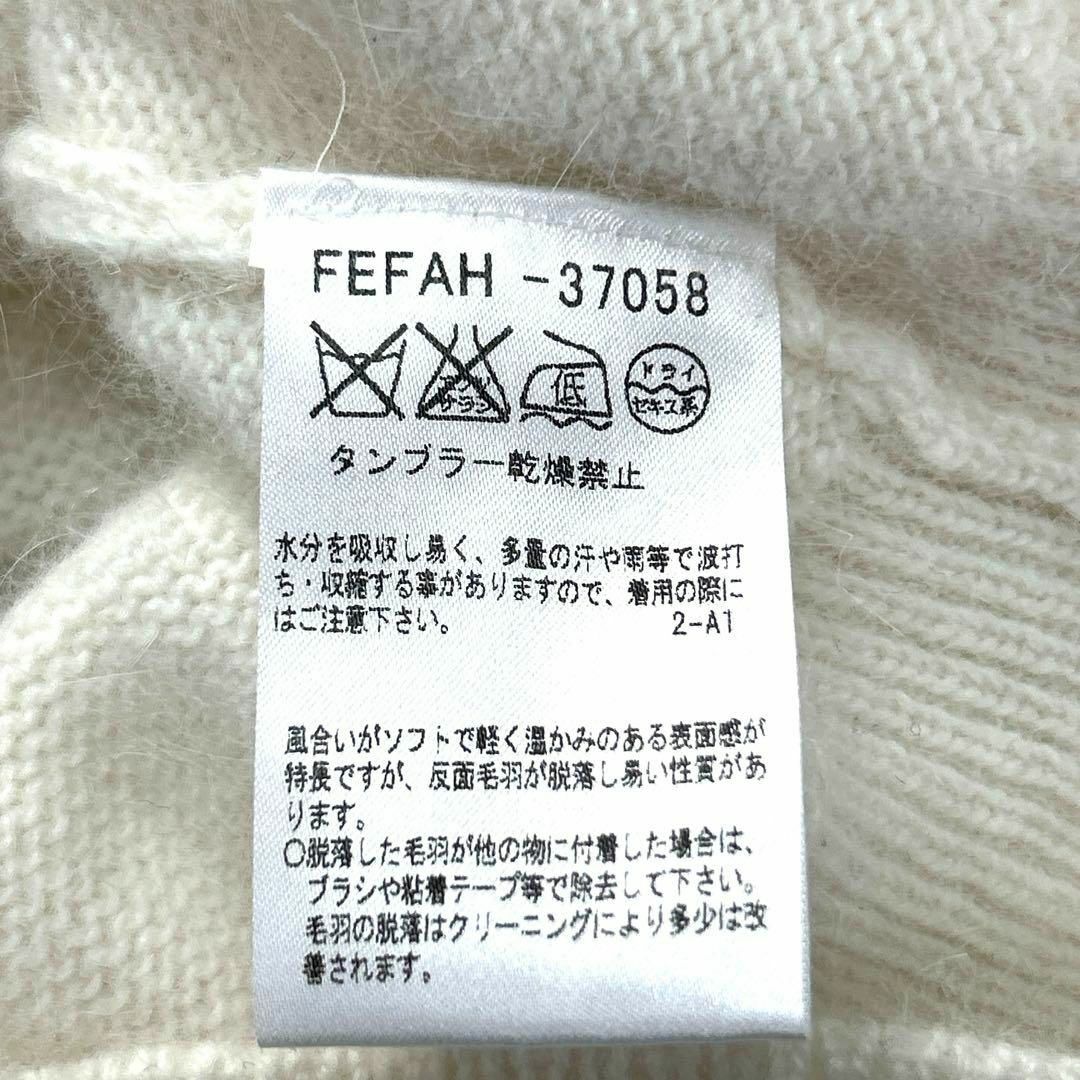 FEFAH -37058
エンソ
サラシ
低
ドライ
セキユ系
タンブラー乾燥禁止
水分を吸収し易く、多量の汗や雨等で波打
ち・収縮する事がありますので、着用の際に
はご注意下さい。 2-A1
風合いがソフトで軽く温かみのある表面感が
特長ですが、反面毛羽が脱落し易い性質があ
ります。
○脱落した毛羽が他の物に付着した場合は、
ブラシや粘着テープ等で除去して下さい。
毛羽の脱落はクリーニングにより多少は改
善されます。